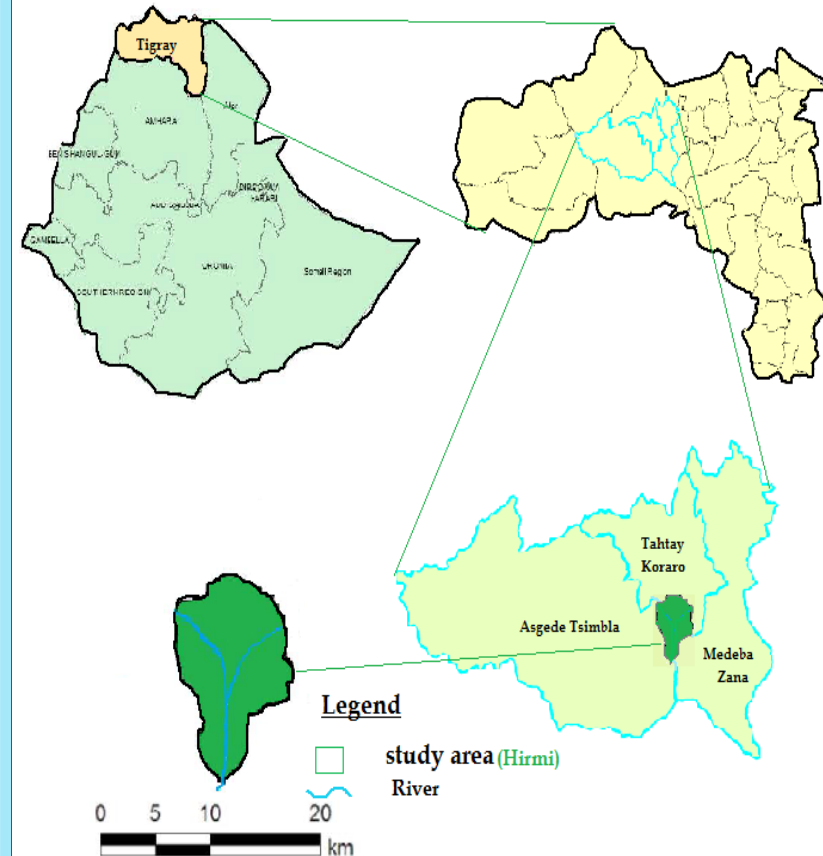 Tigray
Afar
AMHARA
GAMBELLA
Somali Region
Tahtay
Koraro
Asgede Tsimbla
Medeba
Zana
Legend
study area (Hirmi)
River
0 5 10 20
km